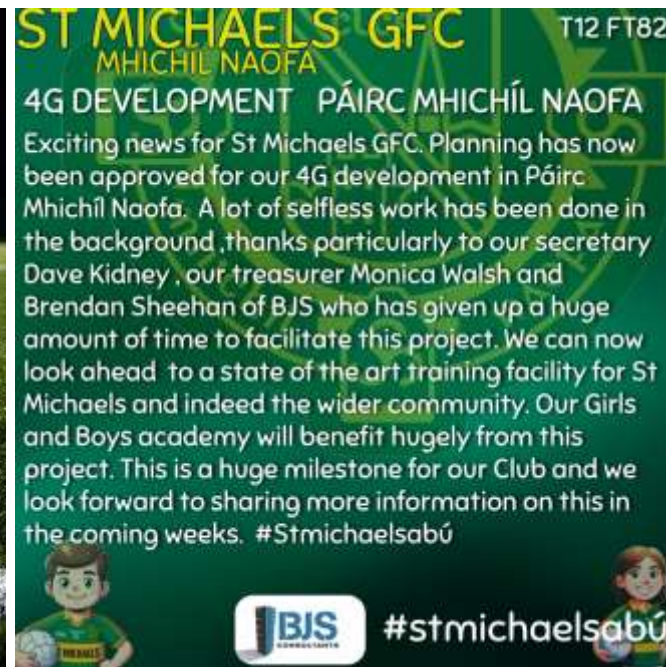 ST MICHAELS GFC
T12 FT82
MHICHIL NAOFA
4G DEVELOPMENT PÁIRC MHICHÍL NAOFA
Exciting news for St Michaels GFC. Planning has now
been approved for our 4G development in Páirc
Mhichíl Naofa. A lot of selfless work has been done in
the background ,thanks particularly to our secretary
Dave Kidney , our treasurer Monica Walsh and
Brendan Sheehan of BJS who has given up a huge
amount of time to facilitate this project. We can now
look ahead to a state of the art training facility for St
Michaels and indeed the wider community. Our Girls
and Boys academy will benefit hugely from this
project. This is a huge milestone for our Club and we
look forward to sharing more information on this in
the coming weeks. #Stmichaelsabú
BJS
CONSULTANTS
#stmichaelsabú